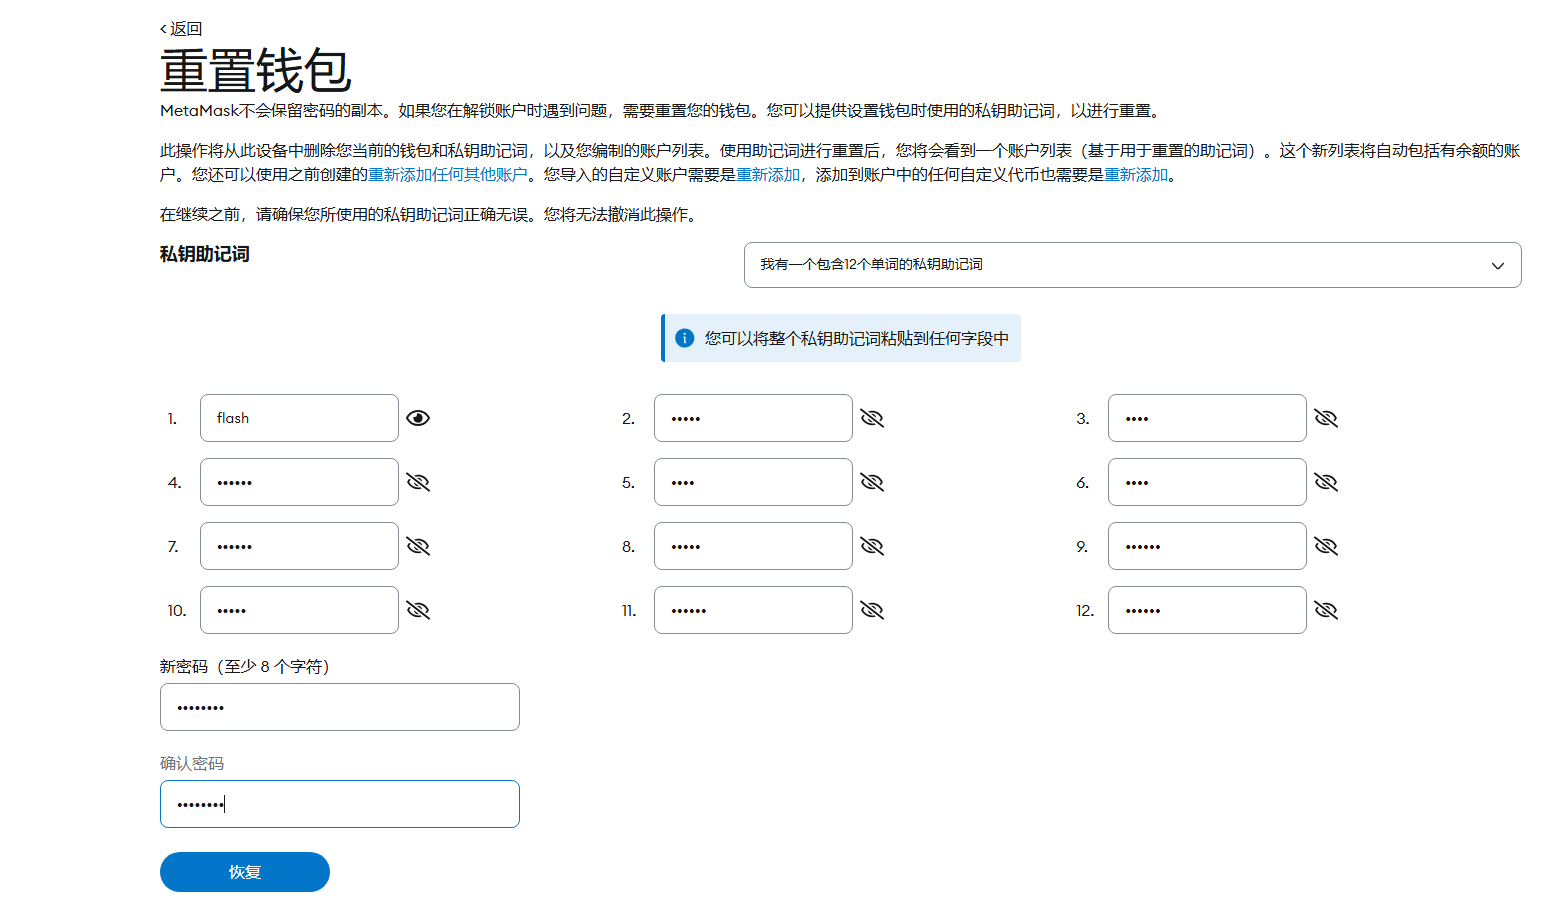 < 返回
重置钱包
MetaMask不会保留密码的副本。如果您在解锁账户时遇到问题，需要重置您的钱包。您可以提供设置钱包时使用的私钥助记词，以进行重置。
此操作将从此设备中删除您当前的钱包和私钥助记词，以及您编制的账户列表。使用助记词进行重置后，您将会看到一个账户列表（基于用于重置的助记词）。这个新列表将自动包括有余额的账
户。您还可以使用之前创建的重新添加任何其他账户。您导入的自定义账户需要是重新添加，添加到账户中的任何自定义代币也需要是重新添加。
在继续之前，请确保您所使用的私钥助记词正确无误。您将无法撤消此操作。
私钥助记词
我有一个包含12个单词的私钥助记词
您可以将整个私钥助记词粘贴到任何字段中
1. flash 2. ••••• 3. ••••
4. •••••• 5. •••• 6. ••••
7. •••••• 8. ••••• 9. ••••••
10. ••••• 11. •••••• 12. ••••••
新密码（至少 8 个字符）
••••••••
确认密码
••••••••
恢复